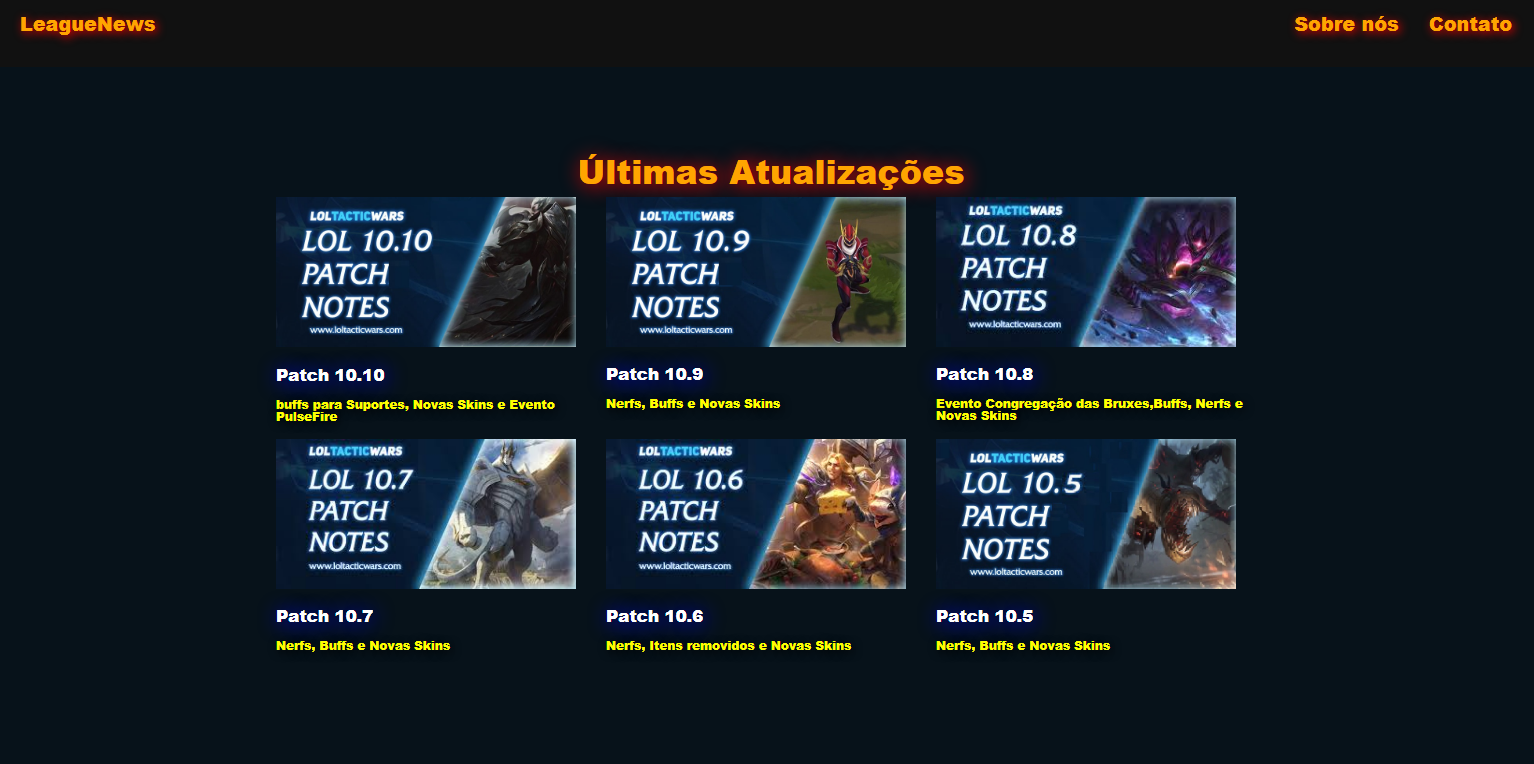 LeagueNews
Sobre nós
Contato
Últimas Atualizações
LOLTACTICWARS
LOL 10.10
PATCH
NOTES
www.loltacticwars.com
Patch 10.10
buffs para Suportes, Novas Skins e Evento
PulseFire
LOLTACTICWARS
LOL 10.9
PATCH
NOTES
www.loltacticwars.com
Patch 10.9
Nerfs, Buffs e Novas Skins
LOLTACTICWARS
LOL 10.8
PATCH
NOTES
www.loltacticwars.com
Patch 10.8
Evento Congregação das Bruxes,Buffs, Nerfs e
Novas Skins
LOLTACTICWARS
LOL 10.7
PATCH
NOTES
www.loltacticwars.com
Patch 10.7
Nerfs, Buffs e Novas Skins
LOLTACTICWARS
LOL 10.6
PATCH
NOTES
www.loltacticwars.com
Patch 10.6
Nerfs, Itens removidos e Novas Skins
LOLTACTICWARS
LOL 10.5
PATCH
NOTES
www.loltacticwars.com
Patch 10.5
Nerfs, Buffs e Novas Skins